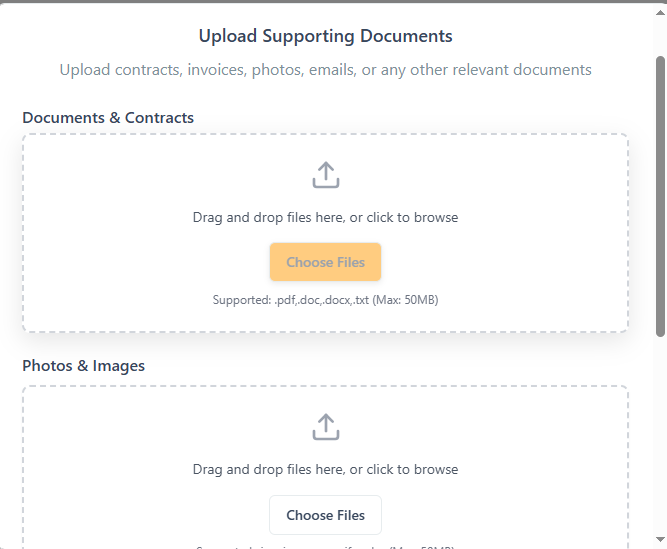 Upload Supporting Documents
Upload contracts, invoices, photos, emails, or any other relevant documents
Documents & Contracts
Drag and drop files here, or click to browse
Choose Files
Supported: .pdf,.doc,.docx,.txt (Max: 50MB)
Photos & Images
Drag and drop files here, or click to browse
Choose Files